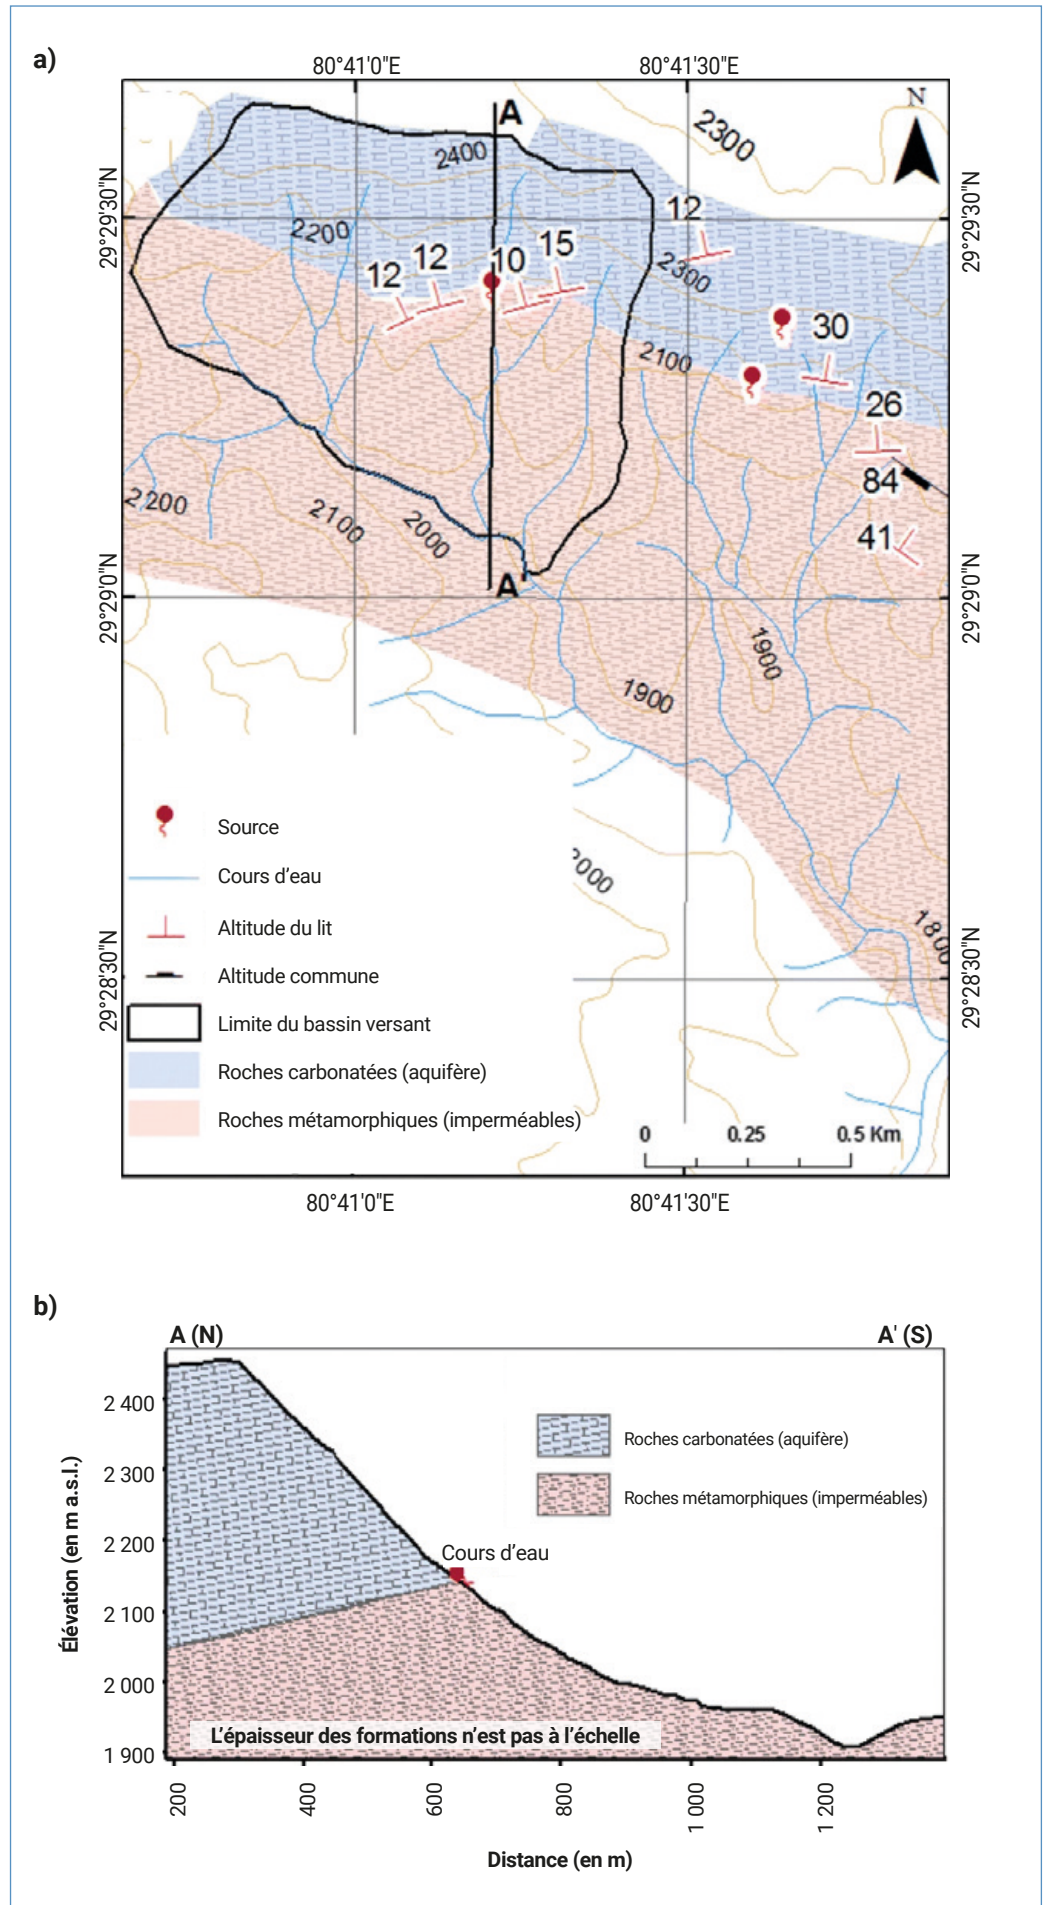 a)
80°41'0"E
80°41'30"E
N
A
2300
2400
29°29'30"N
29°29'30"N
12
2200
12
12
10
15
2300
30
2100
26
84
41
2 200
2100
2000
A'
29°29'0"N
29°29'0"N
1900
1900
Source
Cours d'eau
2000
Altitude du lit
1800
Altitude commune
29°28'30"N
29°28'30"N
Limite du bassin versant
Roches carbonatées (aquifère)
Roches métamorphiques (imperméables)
0 0.25 0.5 Km
80°41'0"E
80°41'30"E
b)
A (N)
A' (S)
2 400
2 300
2 200
2 100
2 000
1 900
Élévation (en m a.s.l.)
Roches carbonatées (aquifère)
Roches métamorphiques (imperméables)
Cours d'eau
L'épaisseur des formations n'est pas à l'échelle
200
400
600
800
1 000
1 200
Distance (en m)